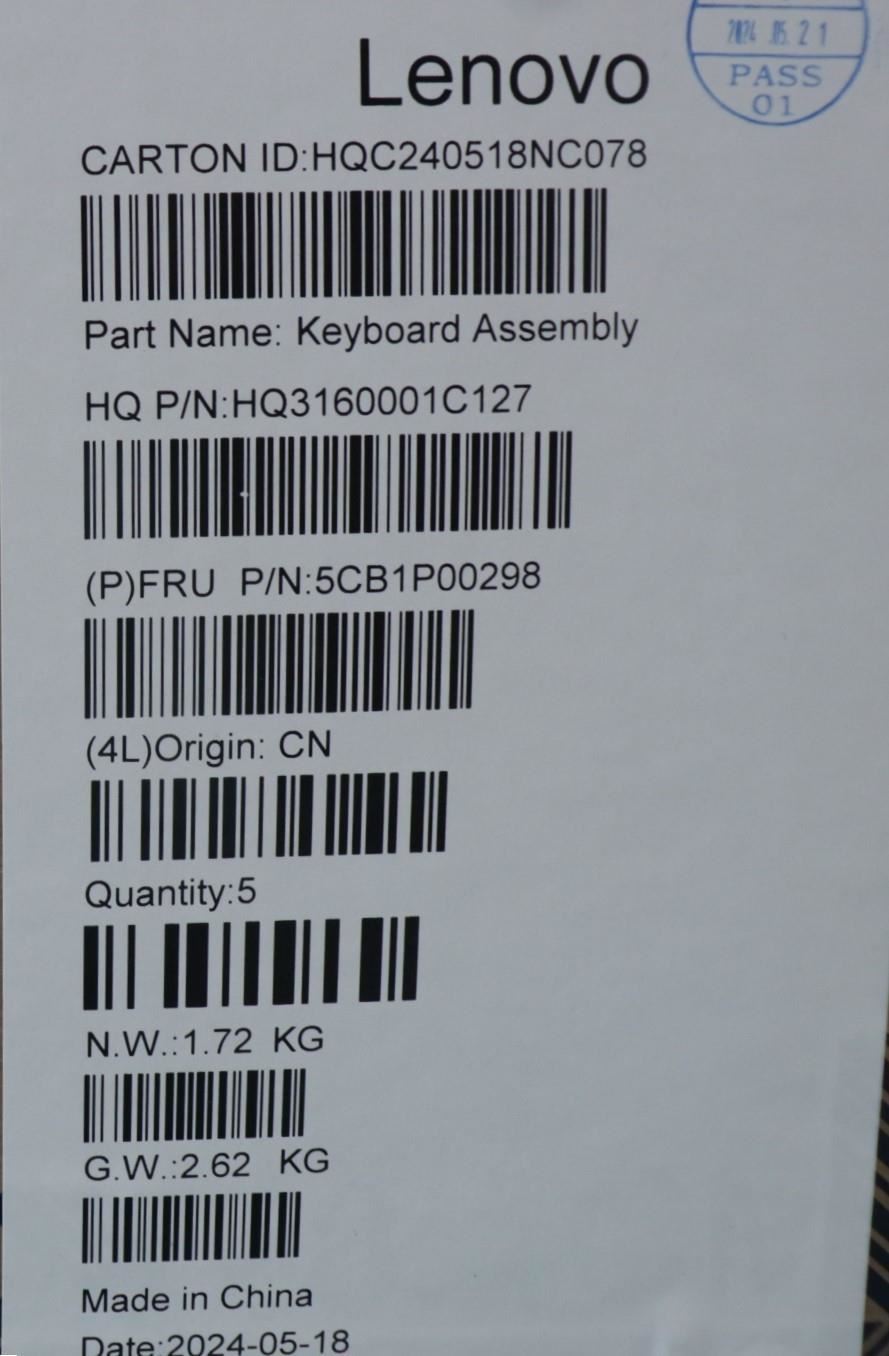 Lenovo
2024.05.21
PASS
01
CARTON ID:HQC240518NC078
Part Name: Keyboard Assembly
HQ P/N:HQ3160001C127
(P)FRU P/N:5CB1P00298
(4L)Origin: CN
Quantity:5
N.W.:1.72 KG
G.W.:2.62 KG
Made in China
Date:2024-05-18